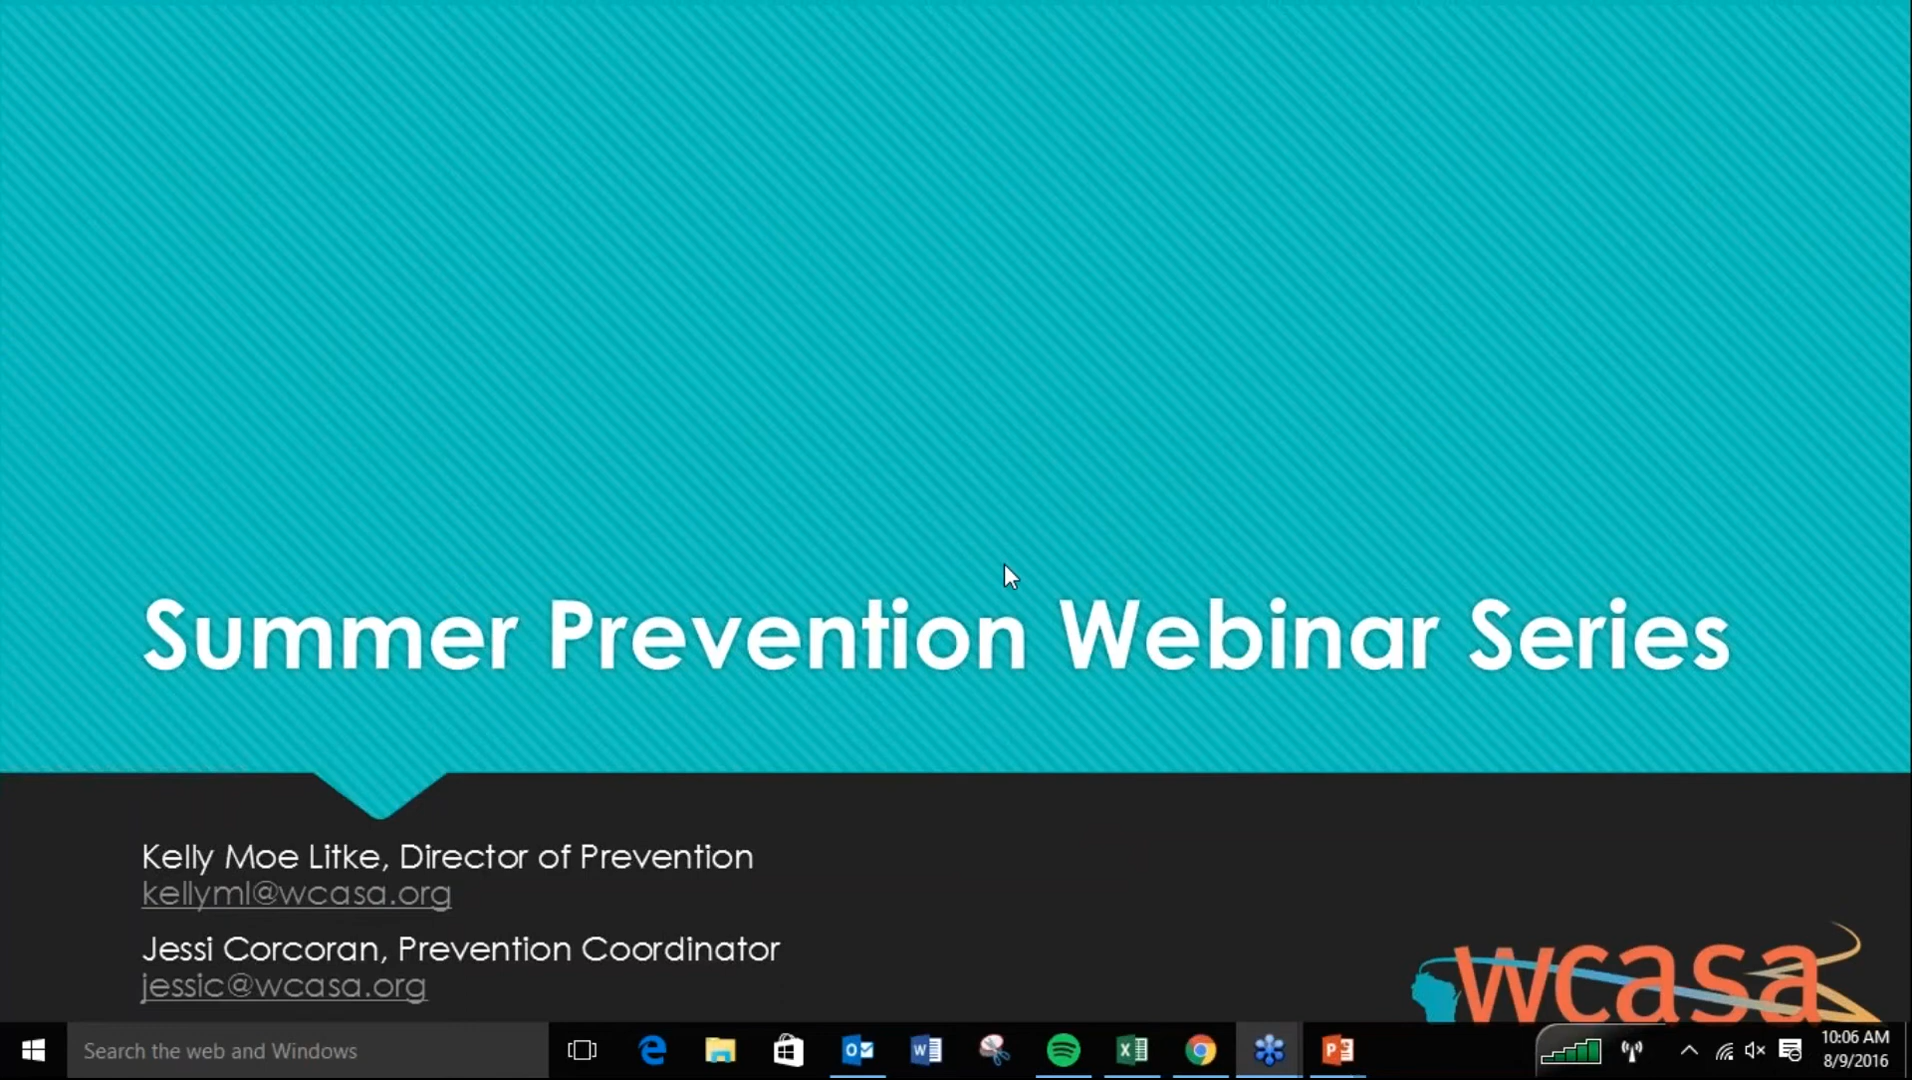 Summer Prevention Webinar Series
Kelly Moe Litke, Director of Prevention
kellyml@wcasa.org
Jessi Corcoran, Prevention Coordinator
jessic@wcasa.org
wcasa
Search the web and Windows
10:06 AM
8/9/2016